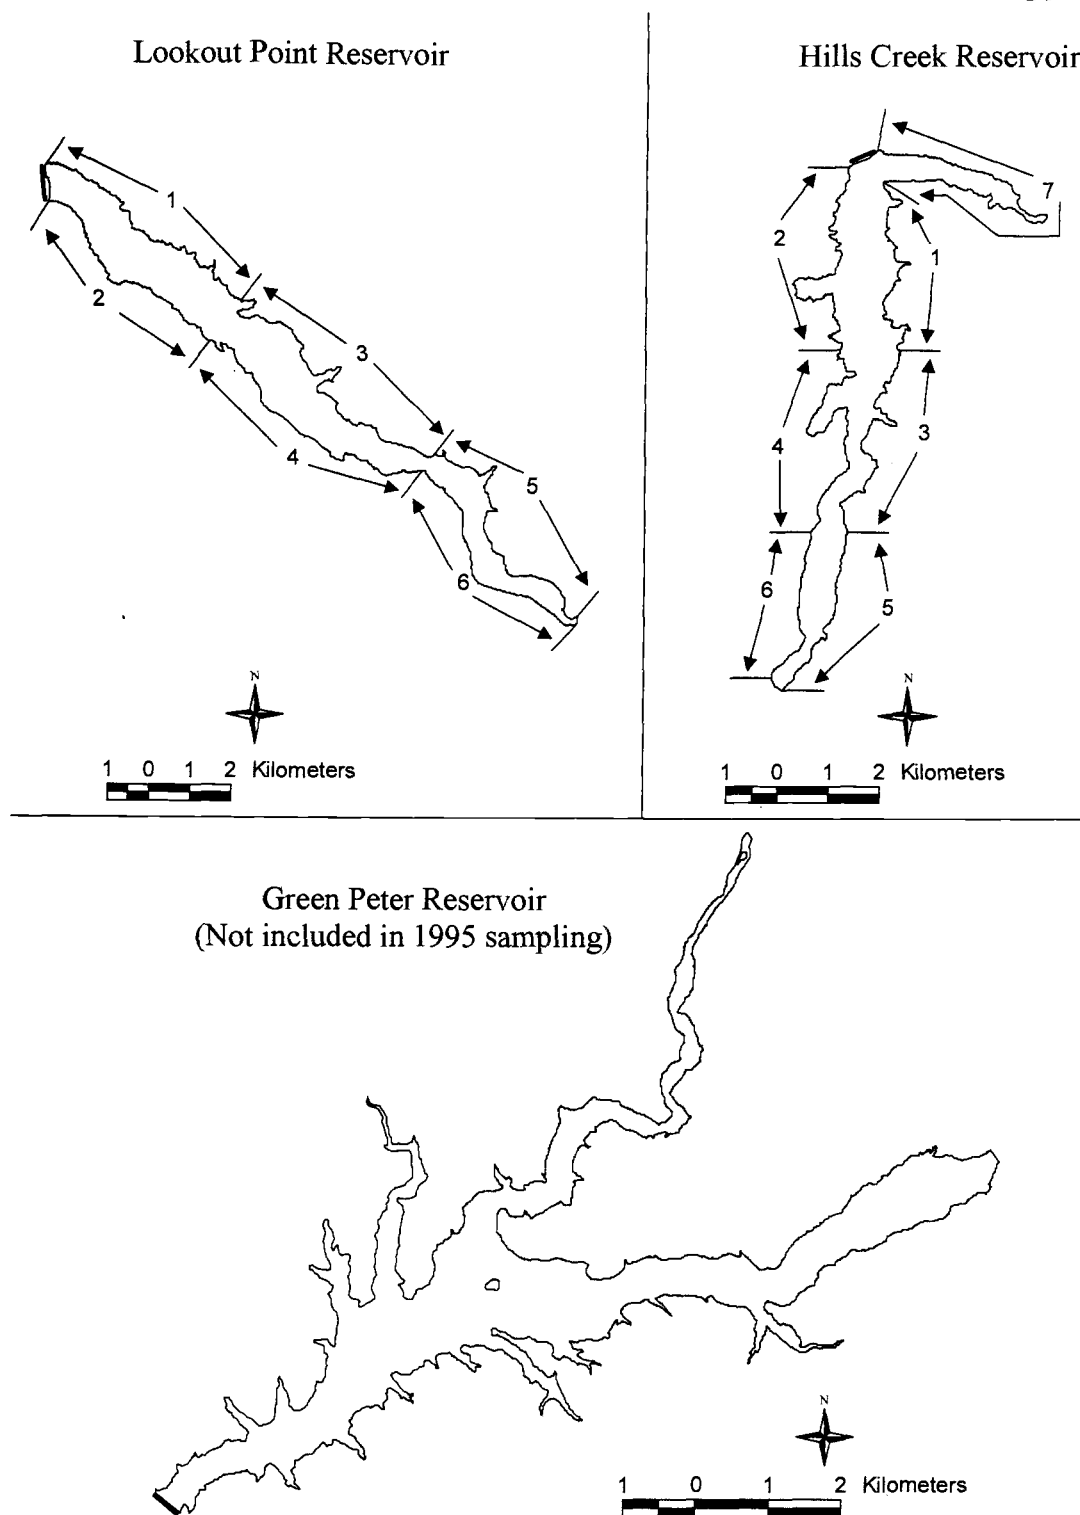 Lookout Point Reservoir
1
2
3
4
5
6
N
1 0 1 2 Kilometers
Hills Creek Reservoir
7
2
1
4
3
6
5
N
1 0 1 2 Kilometers
Green Peter Reservoir
(Not included in 1995 sampling)
N
1 0 1 2 Kilometers